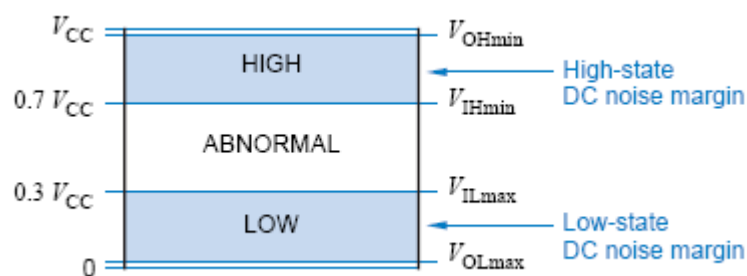 VCC
VOHmin
HIGH
High-state
DC noise margin
0.7 VCC
VIHmin
ABNORMAL
0.3 VCC
VILmax
LOW
Low-state
DC noise margin
VOLmax
0